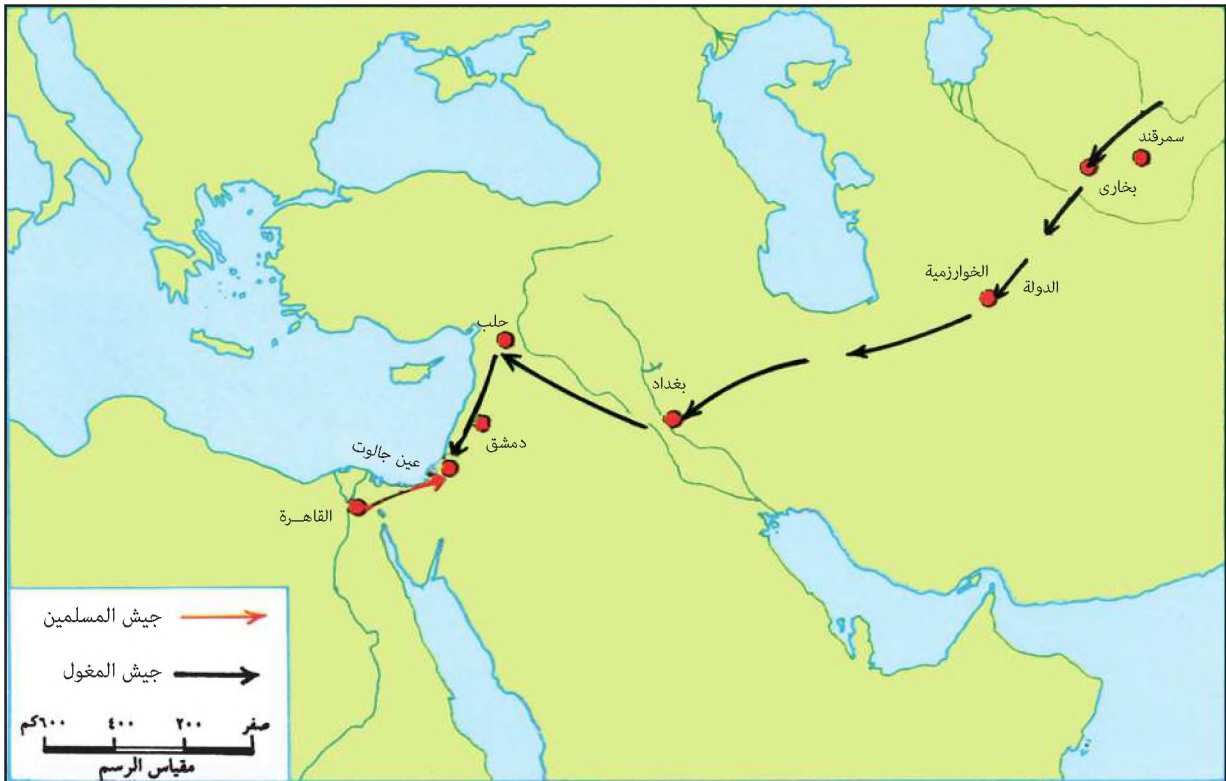 سمرقند
بخارى
الخوارزمية
الدولة
حلب
بغداد
دمشق
عين جالوت
القاهــرة
جيش المسلمين
جيش المغول
صفر ٢٠٠ ٤٠٠ ٦٠٠كم
مقياس الرسم